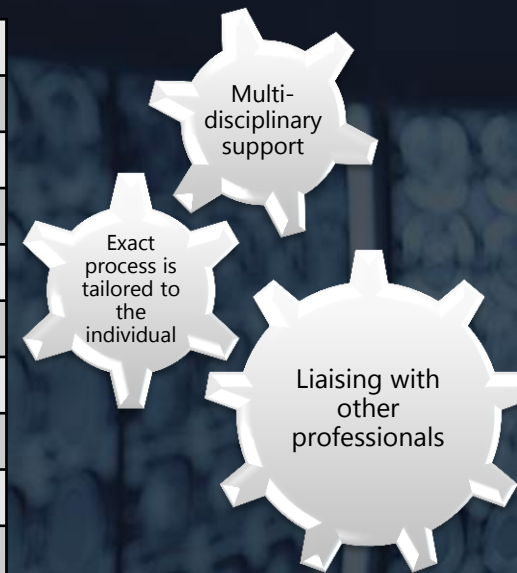 Multi-
disciplinary
support
Exact
process is
tailored to
the
individual
Liaising with
other
professionals